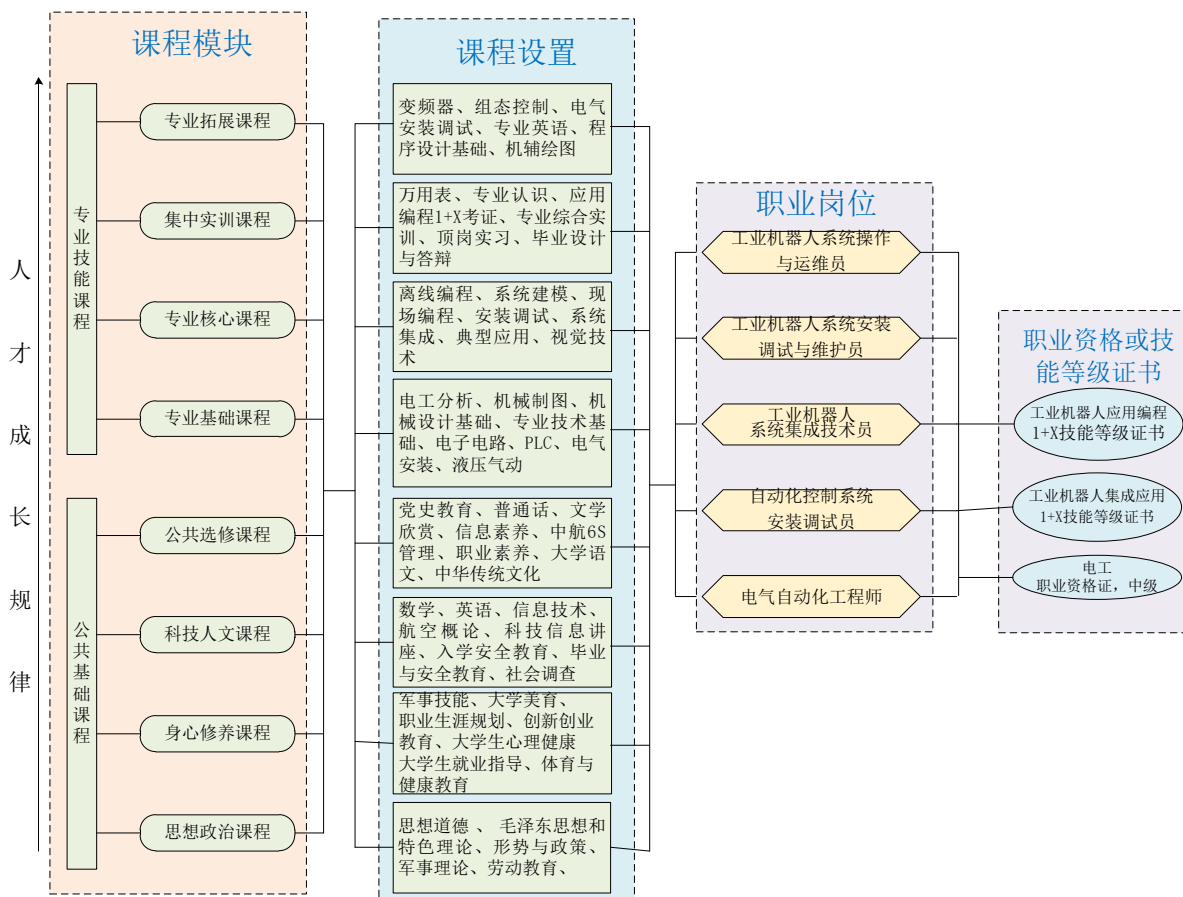 人才成长规律
课程模块
专业技能课程
专业拓展课程
集中实训课程
专业核心课程
专业基础课程
公共基础课程
公共选修课程
科技人文课程
身心修养课程
思想政治课程
课程设置
变频器、组态控制、电气
安装调试、专业英语、程
序设计基础、机辅绘图
万用表、专业认识、应用
编程1+X考证、专业综合实
训、顶岗实习、毕业设计
与答辩
离线编程、系统建模、现
场编程、安装调试、系统
集成、典型应用、视觉技
术
电工分析、机械制图、机
械设计基础、专业技术基
础、电子电路、PLC、电气
安装、液压气动
党史教育、普通话、文学
欣赏、信息素养、中航6S
管理、职业素养、大学语
文、中华传统文化
数学、英语、信息技术、
航空概论、科技信息讲
座、入学安全教育、毕业
与安全教育、社会调查
军事技能、大学美育、
职业生涯规划、创新创业
教育、大学生心理健康
大学生就业指导、体育与
健康教育
思想道德 、 毛泽东思想和
特色理论、形势与政策、
军事理论、劳动教育、
职业岗位
工业机器人系统操作
与运维员
工业机器人系统安装
调试与维护员
工业机器人
系统集成技术员
自动化控制系统
安装调试员
电气自动化工程师
职业资格或技
能等级证书
工业机器人应用编程
1+X技能等级证书
工业机器人集成应用
1+X技能等级证书
电工
职业资格证，中级